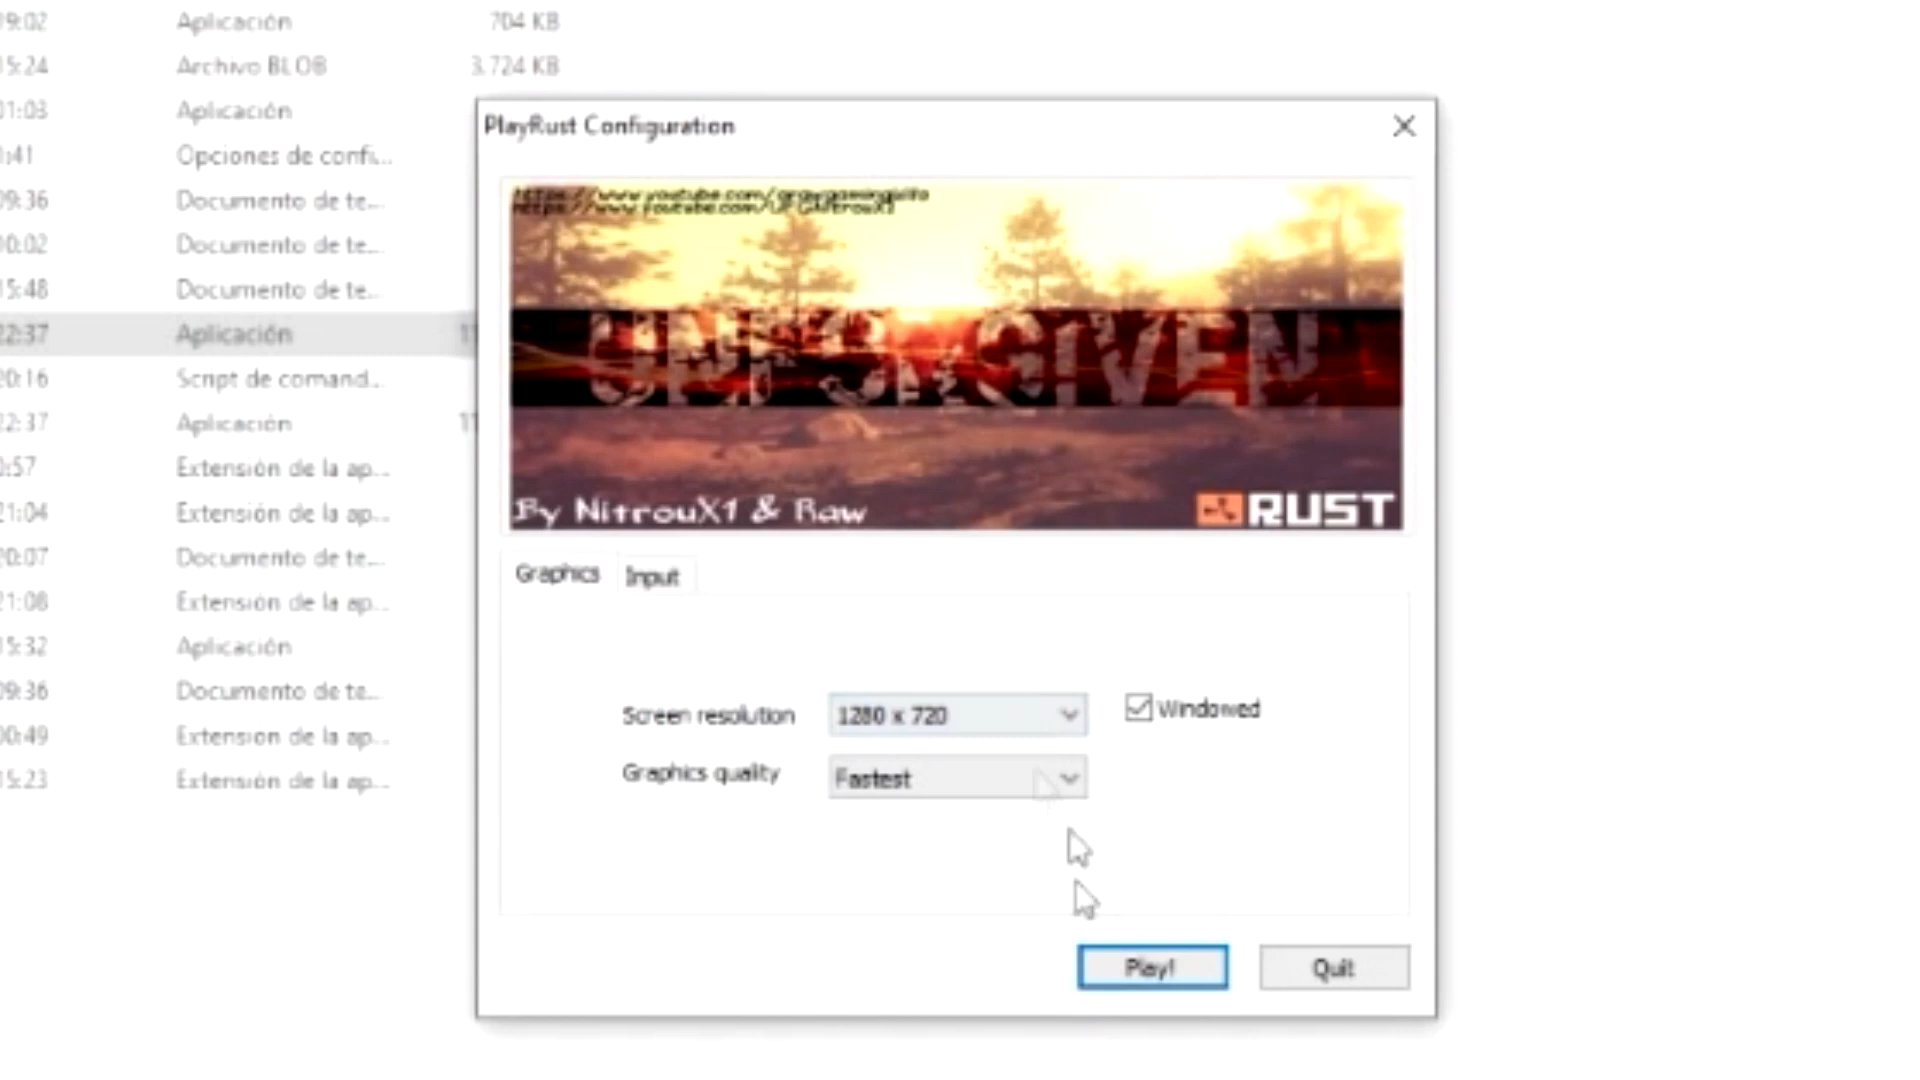 19:02 Aplicación 704 KB
15:24 Archivo BLOB 3.724 KB
01:03 Aplicación
:41 Opciones de confi...
09:36 Documento de te...
00:02 Documento de te...
15:48 Documento de te...
22:37 Aplicación 11
20:16 Script de comand...
22:37 Aplicación 11
:57 Extensión de la ap...
21:04 Extensión de la ap...
20:07 Documento de te...
21:08 Extensión de la ap...
15:32 Aplicación
09:36 Documento de te...
00:49 Extensión de la ap...
15:23 Extensión de la ap...
PlayRust Configuration
UNFORGIVEN
By NitrouX1 & Raw
RUST
Graphics Input
Screen resolution 1280 x 720 Windowed
Graphics quality Fastest
Play! Quit